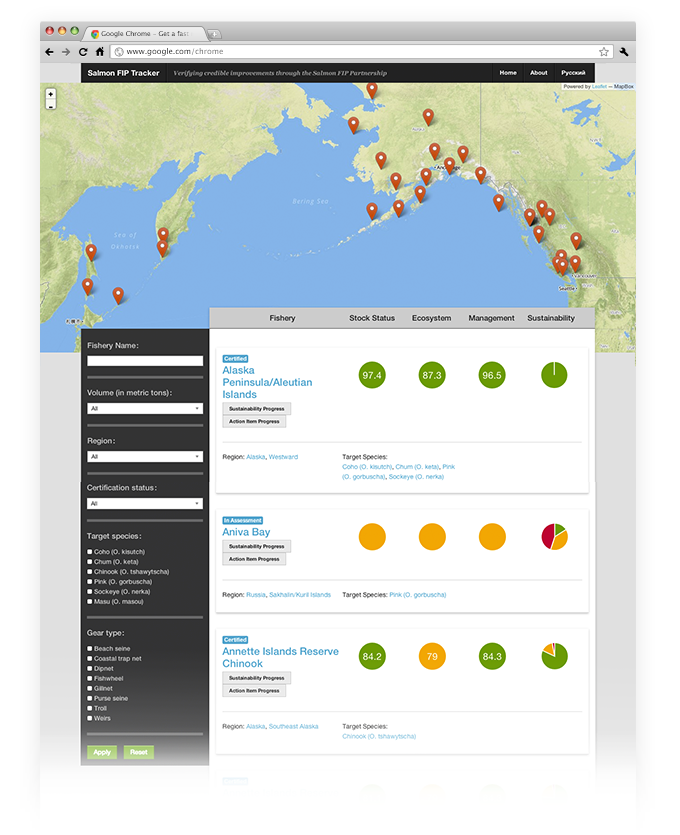 Google Chrome - Get a fast
www.google.com/chrome
Salmon FIP Tracker
Verifying credible improvements through the Salmon FIP Partnership
Home
About
Русский
+
-
Powered by Leaflet — MapBox
Alaska
Bering Sea
Sea of
Okhotsk
Vancouver
Seattle
Fishery
Stock Status
Ecosystem
Management
Sustainability
Fishery Name:
Volume (in metric tons):
All
Region:
All
Certification status:
All
Target species:
Coho (O. kisutch)
Chum (O. keta)
Chinook (O. tshawytscha)
Pink (O. gorbuscha)
Sockeye (O. nerka)
Masu (O. masou)
Gear type:
Beach seine
Coastal trap net
Dipnet
Fishwheel
Gillnet
Purse seine
Troll
Weirs
Apply
Reset
Certified
Alaska
Peninsula/Aleutian
Islands
Sustainability Progress
Action Item Progress
97.4
87.3
96.5
Region: Alaska, Westward
Target Species:
Coho (O. kisutch), Chum (O. keta), Pink
(O. gorbuscha), Sockeye (O. nerka)
In Assessment
Aniva Bay
Sustainability Progress
Action Item Progress
Region: Russia, Sakhalin/Kuril Islands
Target Species: Pink (O. gorbuscha)
Certified
Annette Islands Reserve
Chinook
Sustainability Progress
Action Item Progress
84.2
79
84.3
Region: Alaska, Southeast Alaska
Target Species:
Chinook (O. tshawytscha)